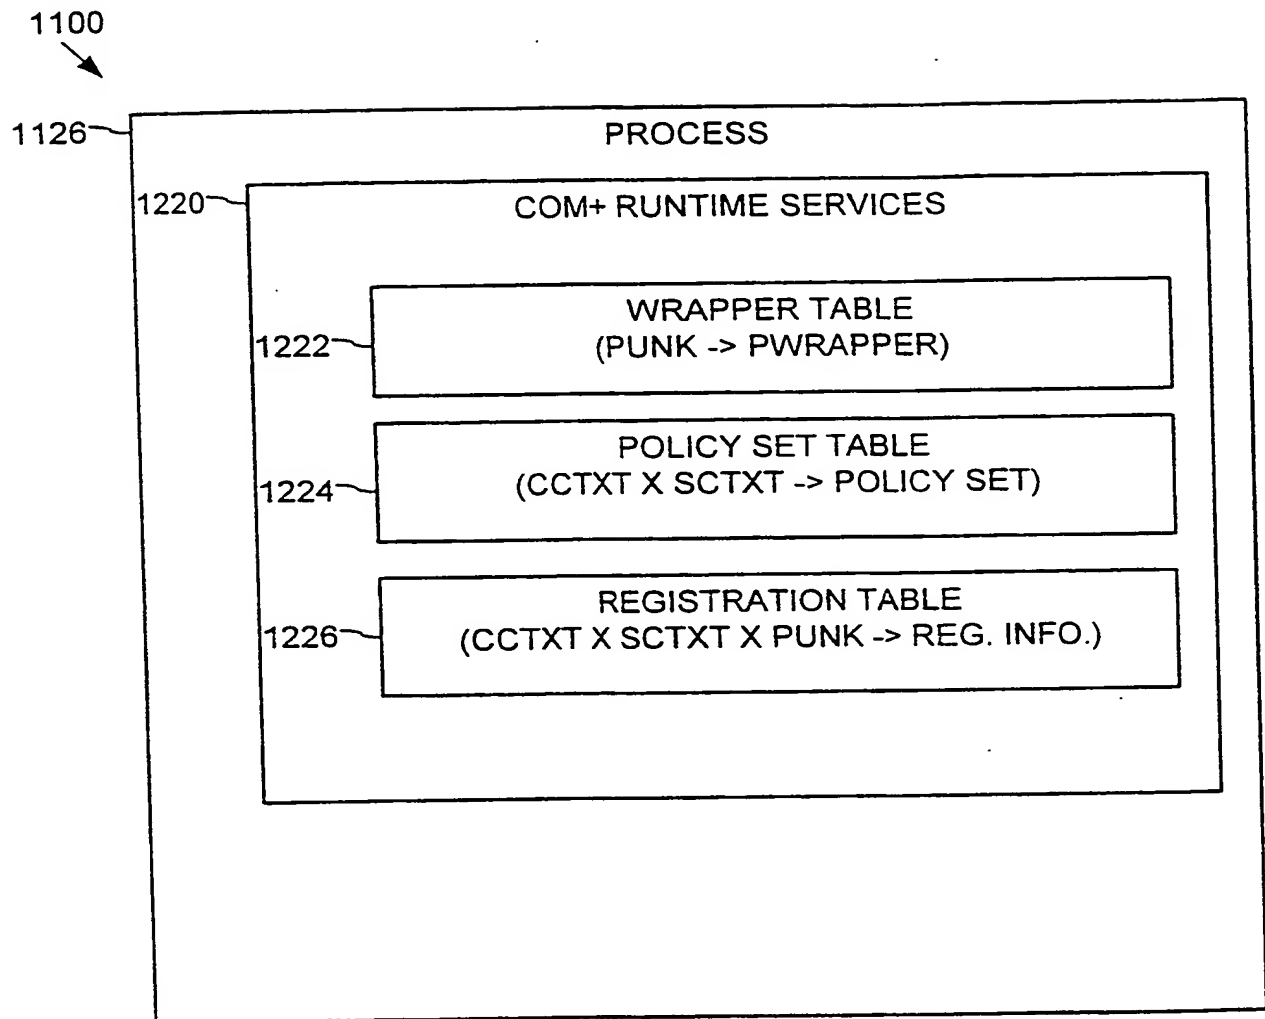 1100
1126
PROCESS
1220
COM+ RUNTIME SERVICES
WRAPPER TABLE
1222
(PUNK -> PWRAPPER)
POLICY SET TABLE
1224
(CCTXT X SCTXT -> POLICY SET)
REGISTRATION TABLE
1226
(CCTXT X SCTXT X PUNK -> REG. INFO.)